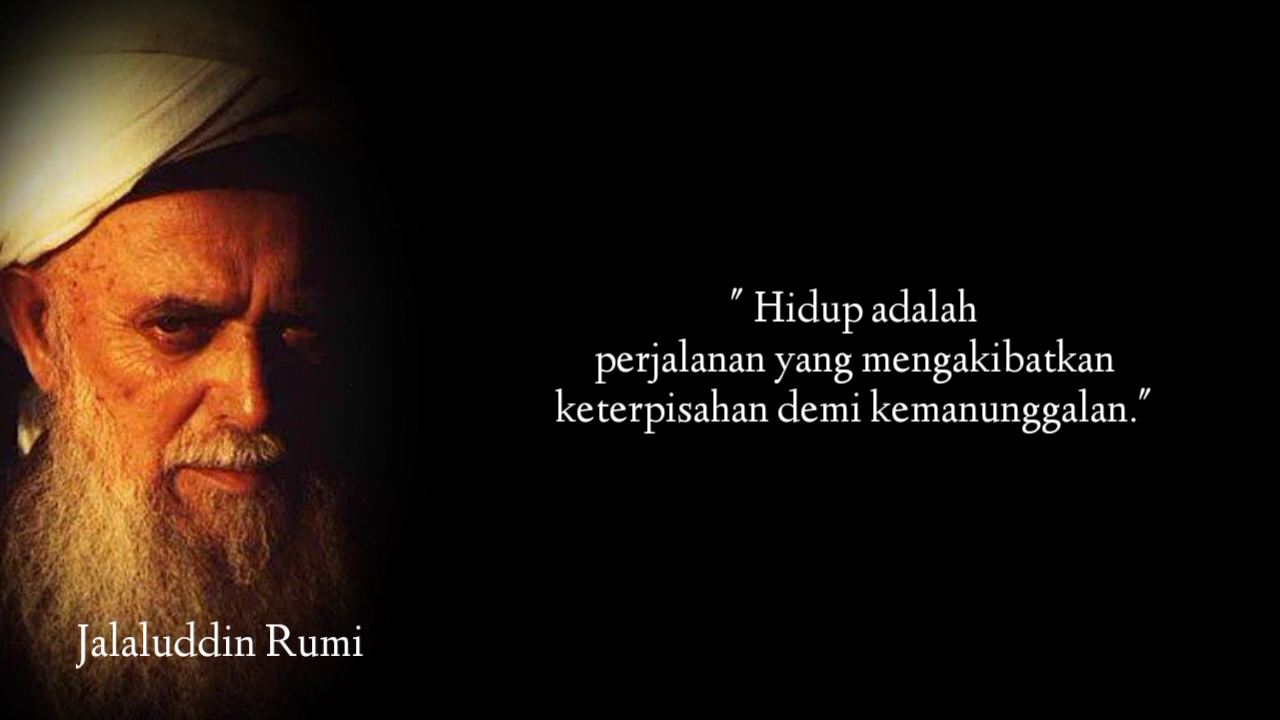 " Hidup adalah
perjalanan yang mengakibatkan
keterpisahan demi kemanunggalan."
Jalaluddin Rumi